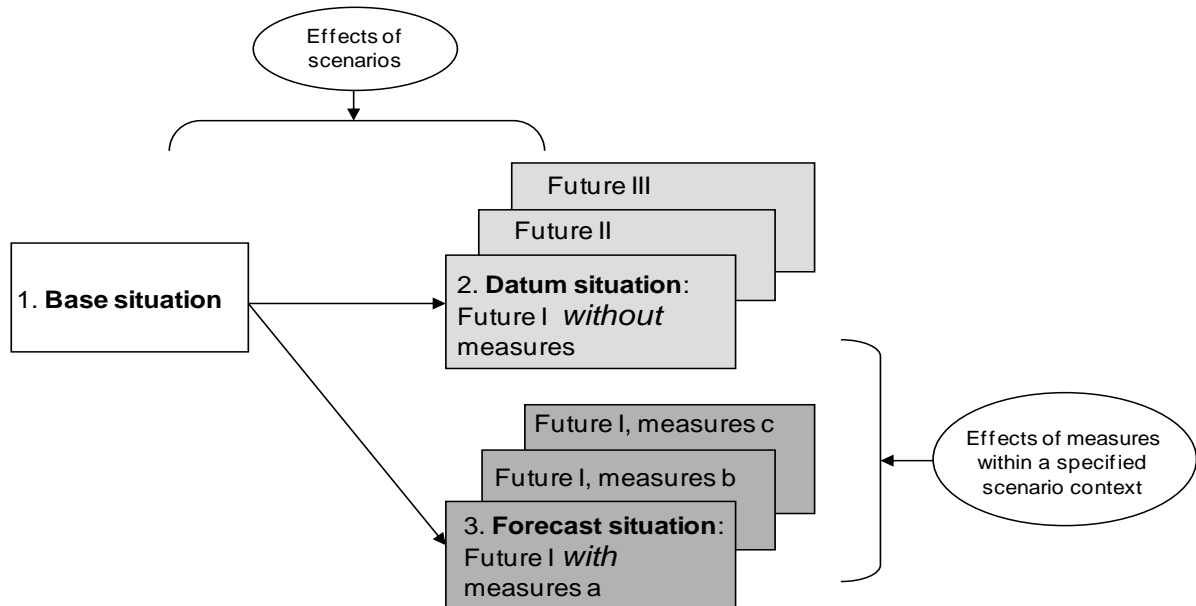 Effects of
scenarios
Future III
Future II
1. Base situation
2. Datum situation:
Future I without
measures
Future I, measures c
Future I, measures b
3. Forecast situation:
Future I with
measures a
Effects of measures
within a specified
scenario context